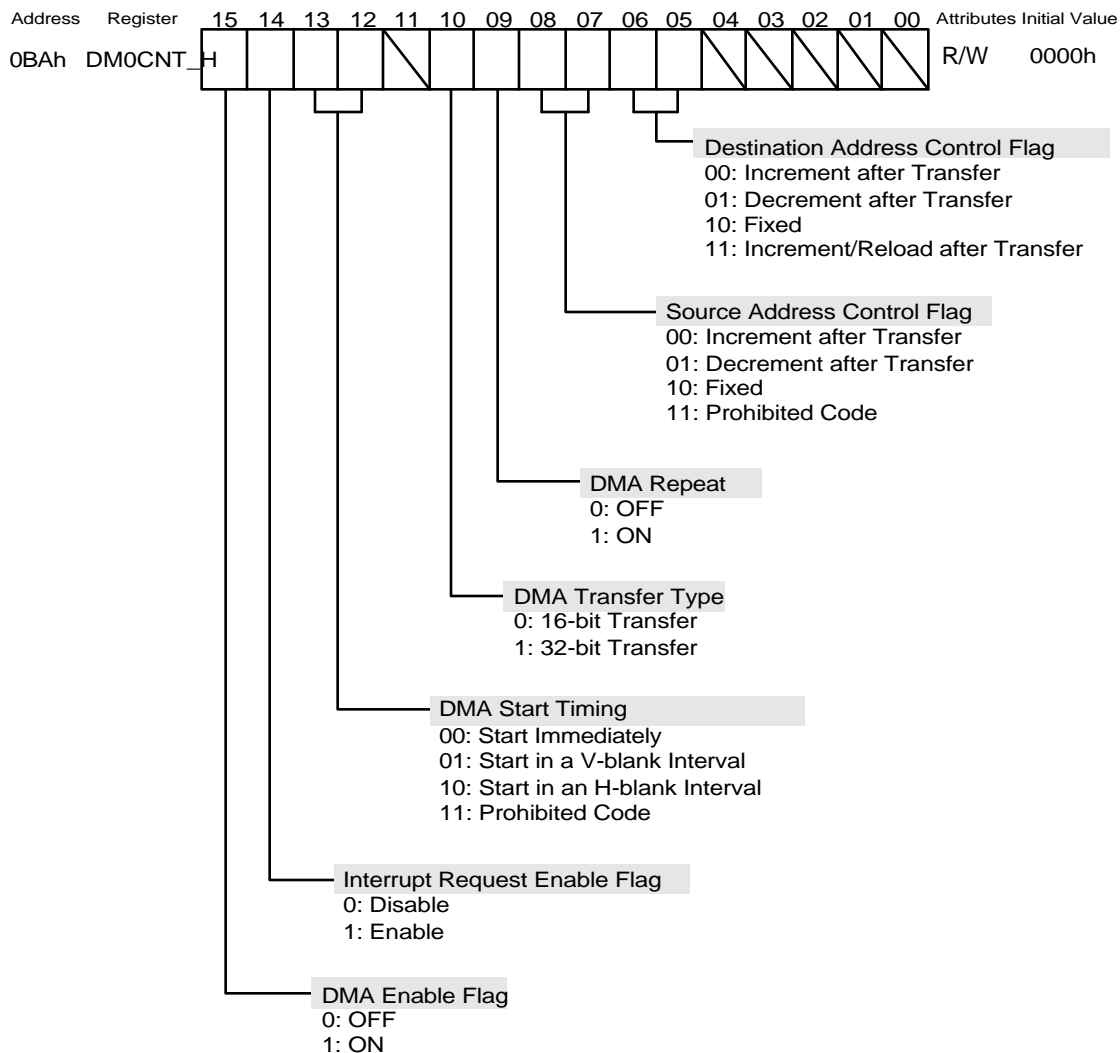 Address Register 15 14 13 12 11 10 09 08 07 06 05 04 03 02 01 00 Attributes Initial Value
0BAh DM0CNT_H R/W 0000h
Destination Address Control Flag
00: Increment after Transfer
01: Decrement after Transfer
10: Fixed
11: Increment/Reload after Transfer
Source Address Control Flag
00: Increment after Transfer
01: Decrement after Transfer
10: Fixed
11: Prohibited Code
DMA Repeat
0: OFF
1: ON
DMA Transfer Type
0: 16-bit Transfer
1: 32-bit Transfer
DMA Start Timing
00: Start Immediately
01: Start in a V-blank Interval
10: Start in an H-blank Interval
11: Prohibited Code
Interrupt Request Enable Flag
0: Disable
1: Enable
DMA Enable Flag
0: OFF
1: ON